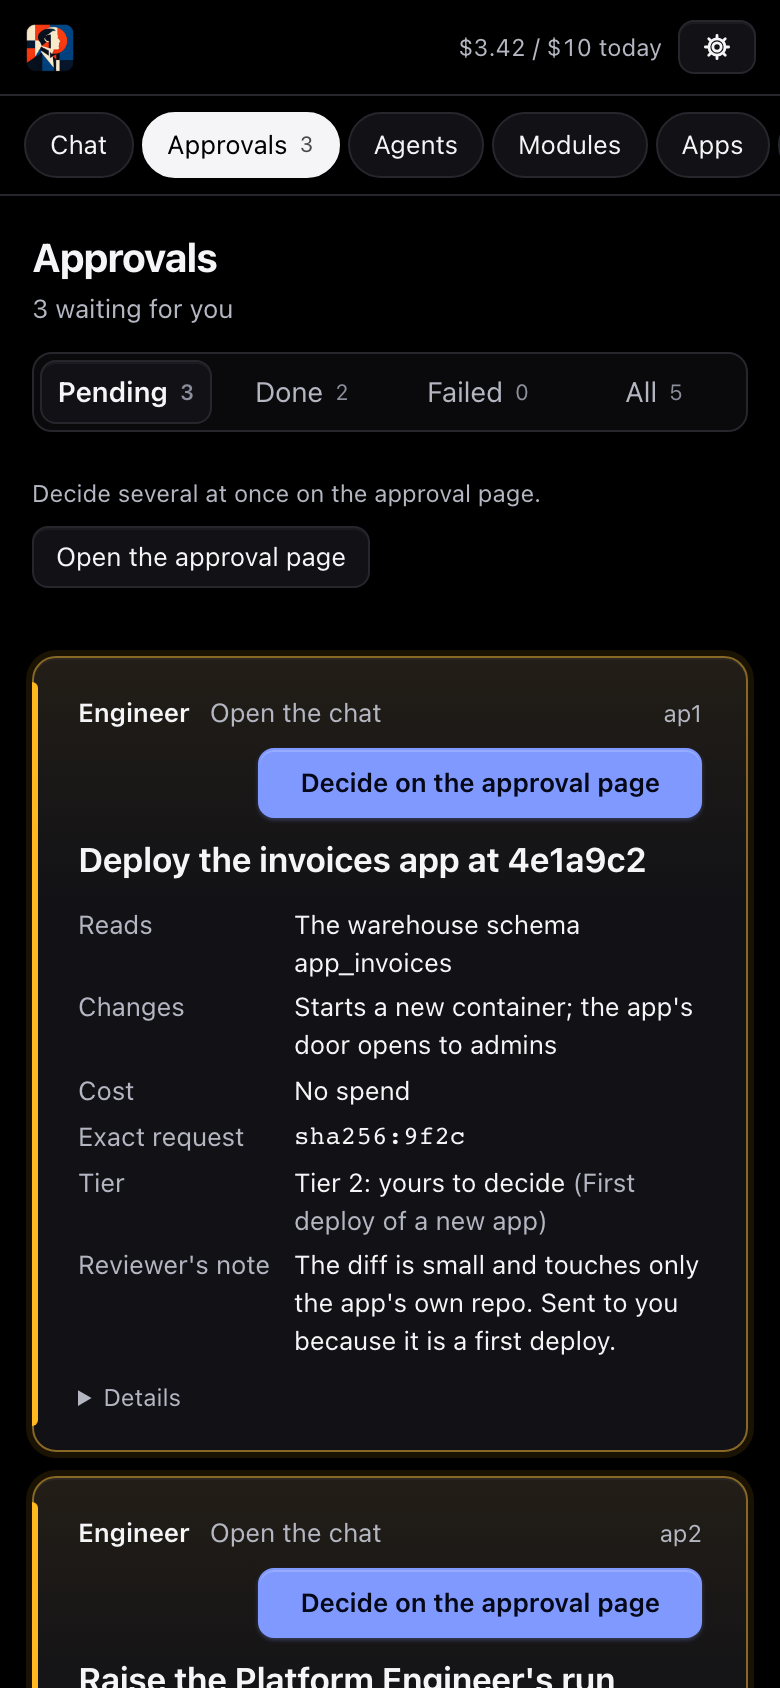 $3.42 / $10 today
Chat
Approvals 3
Agents
Modules
Apps
Approvals
3 waiting for you
Pending 3
Done 2
Failed 0
All 5
Decide several at once on the approval page.
Open the approval page
Engineer Open the chat ap1
Decide on the approval page
Deploy the invoices app at 4e1a9c2
Reads The warehouse schema
app_invoices
Changes Starts a new container; the app's
door opens to admins
Cost No spend
Exact request sha256:9f2c
Tier Tier 2: yours to decide (First
deploy of a new app)
Reviewer's note The diff is small and touches only
the app's own repo. Sent to you
because it is a first deploy.
Details
Engineer Open the chat ap2
Decide on the approval page
Raise the Platform Engineer's run